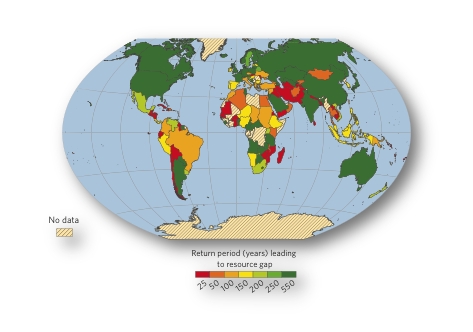 No data
Return period (years) leading
to resource gap
25 50 100 150 200 250 550